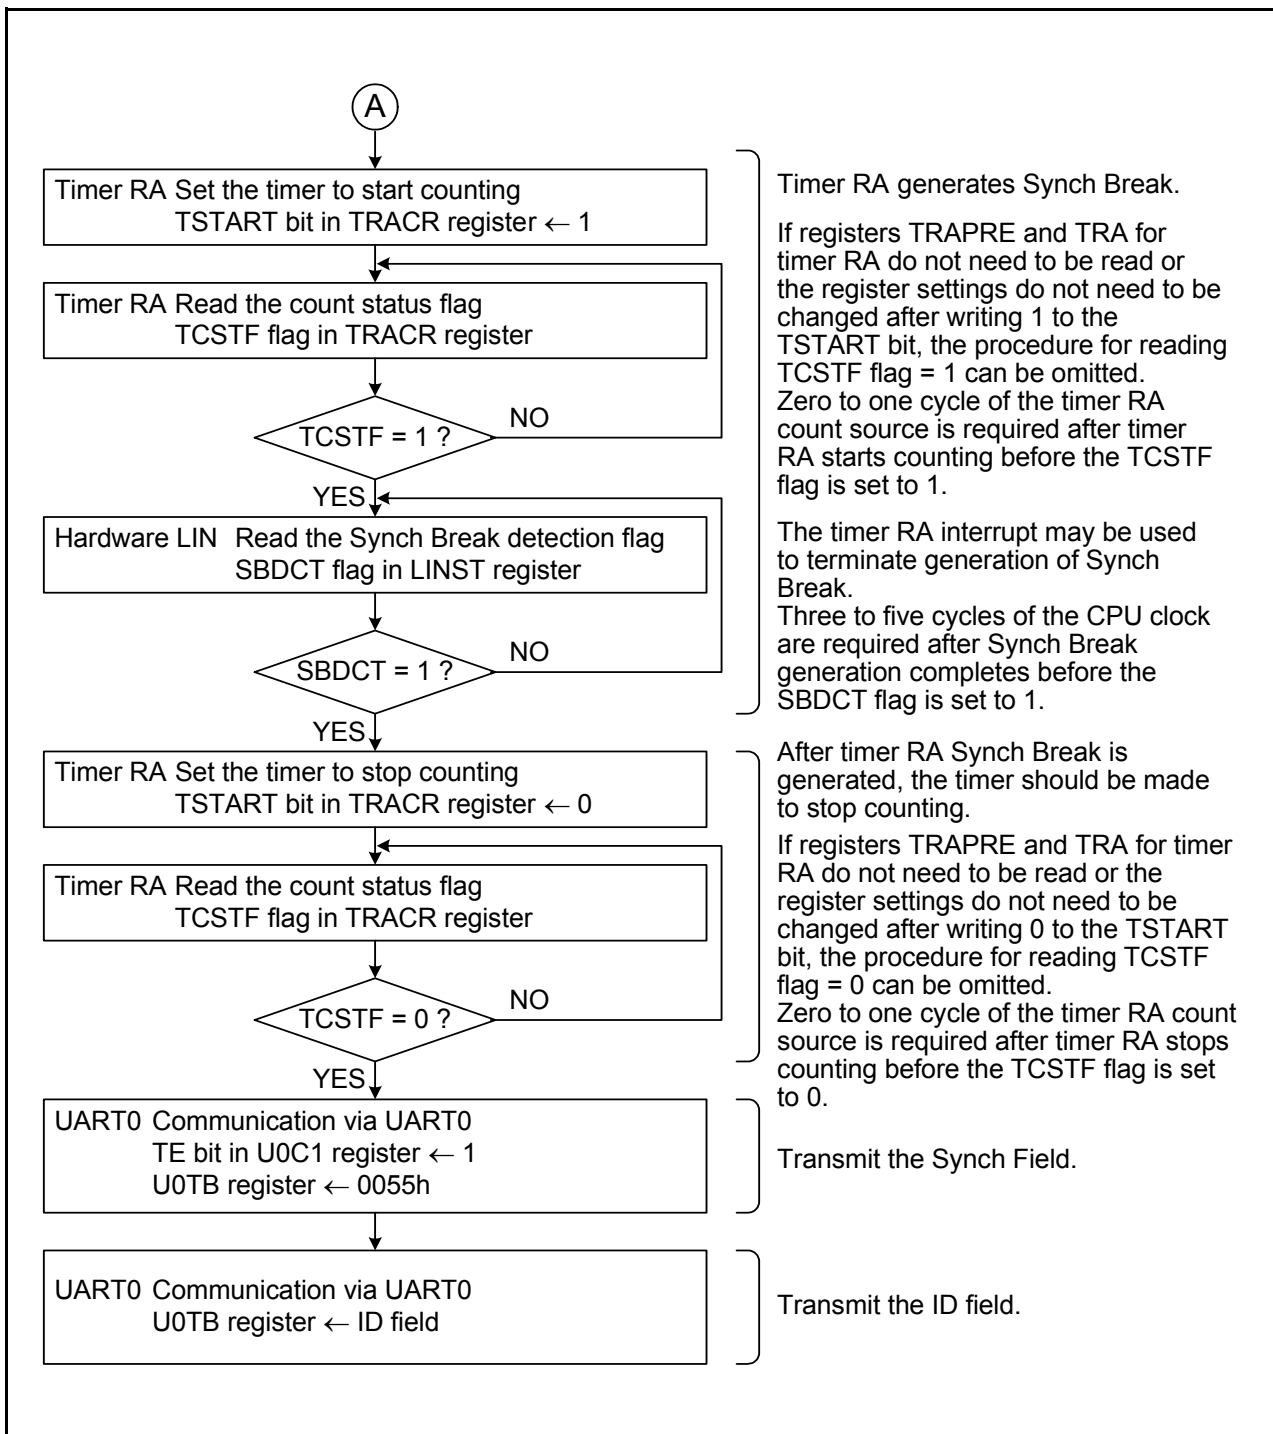 A
Timer RA Set the timer to start counting
TSTART bit in TRACR register ← 1
Timer RA Read the count status flag
TCSTF flag in TRACR register
TCSTF = 1 ?
NO
YES
Hardware LIN Read the Synch Break detection flag
SBDCT flag in LINST register
SBDCT = 1 ?
NO
YES
Timer RA generates Synch Break.
If registers TRAPRE and TRA for
timer RA do not need to be read or
the register settings do not need to be
changed after writing 1 to the
TSTART bit, the procedure for reading
TCSTF flag = 1 can be omitted.
Zero to one cycle of the timer RA
count source is required after timer
RA starts counting before the TCSTF
flag is set to 1.
The timer RA interrupt may be used
to terminate generation of Synch
Break.
Three to five cycles of the CPU clock
are required after Synch Break
generation completes before the
SBDCT flag is set to 1.
Timer RA Set the timer to stop counting
TSTART bit in TRACR register ← 0
Timer RA Read the count status flag
TCSTF flag in TRACR register
TCSTF = 0 ?
NO
YES
After timer RA Synch Break is
generated, the timer should be made
to stop counting.
If registers TRAPRE and TRA for timer
RA do not need to be read or the
register settings do not need to be
changed after writing 0 to the TSTART
bit, the procedure for reading TCSTF
flag = 0 can be omitted.
Zero to one cycle of the timer RA count
source is required after timer RA stops
counting before the TCSTF flag is set
to 0.
UART0 Communication via UART0
TE bit in U0C1 register ← 1
U0TB register ← 0055h
Transmit the Synch Field.
UART0 Communication via UART0
U0TB register ← ID field
Transmit the ID field.